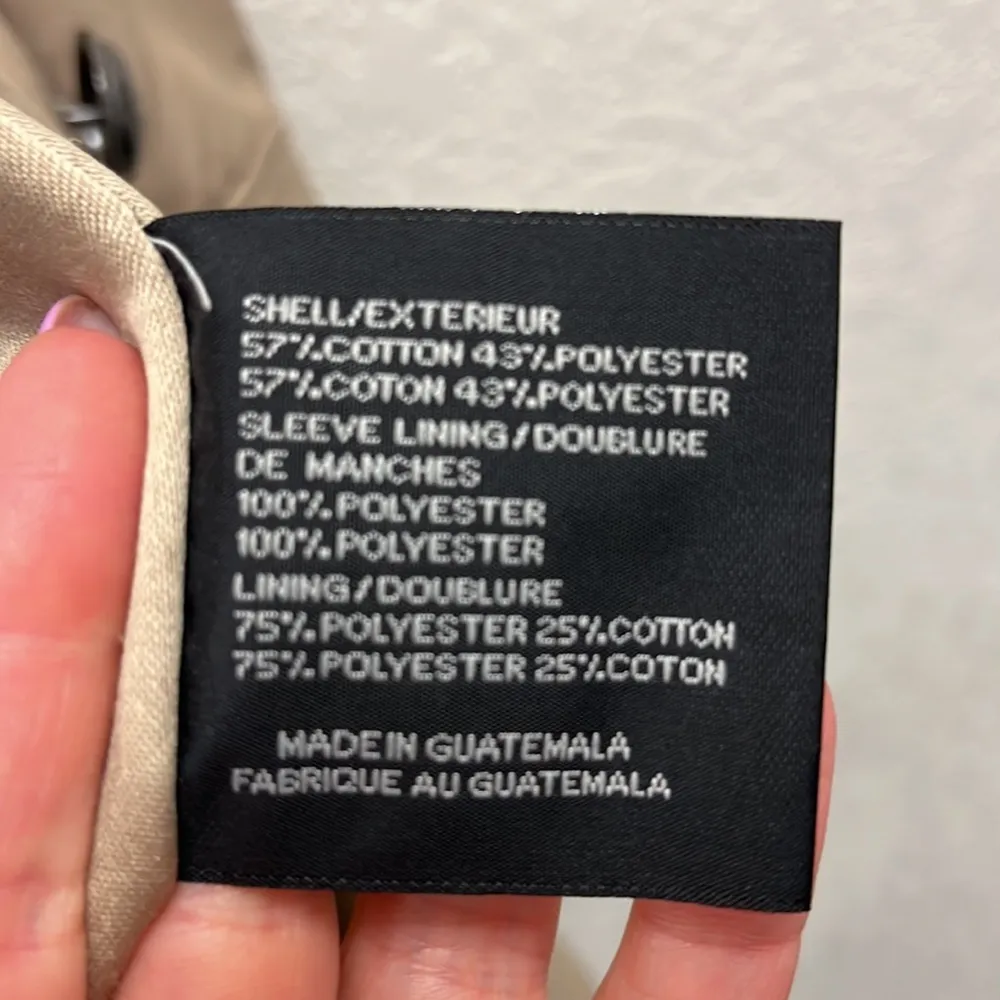 SHELL/EXTERIEUR
57%COTTON 43%POLYESTER
57%COTON 43%POLYESTER
SLEEVE LINING/DOUBLURE
DE MANCHES
100%POLYESTER
100%POLYESTER
LINING/DOUBLURE
75%POLYESTER 25%COTTON
75%POLYESTER 25%COTON
MADE IN GUATEMALA
FABRIQUE AU GUATEMALA